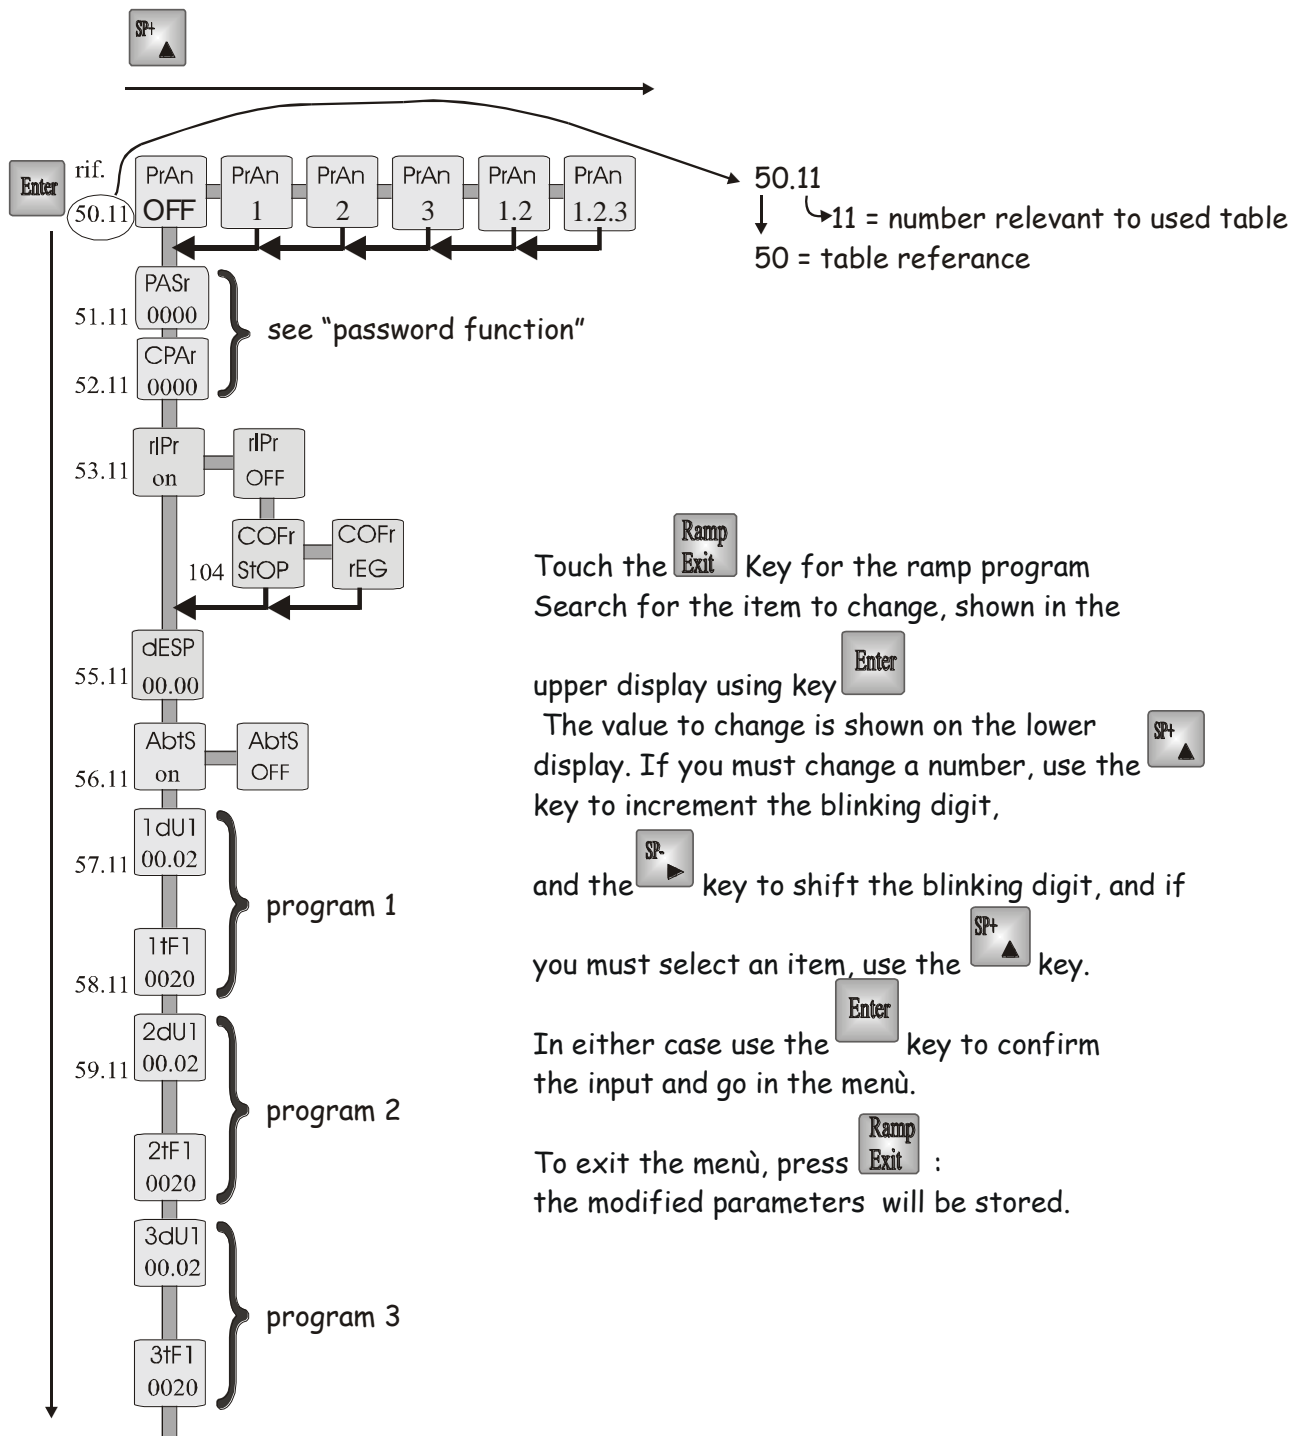 SP+
Enter
rif.
50.11
PrAn OFF
PrAn 1
PrAn 2
PrAn 3
PrAn 1.2
PrAn 1.2.3
50.11
11 = number relevant to used table
50 = table referance
51.11
PASr
0000
52.11
CPAr
0000
see “password function”
53.11
rIPr
on
rIPr
OFF
104
COFr
StOP
COFr
rEG
55.11
dESP
00.00
56.11
AbtS
on
AbtS
OFF
57.11
1dU1
00.02
58.11
1tF1
0020
program 1
59.11
2dU1
00.02
2tF1
0020
program 2
3dU1
00.02
3tF1
0020
program 3
Touch the Ramp Exit Key for the ramp program
Search for the item to change, shown in the
upper display using key Enter
The value to change is shown on the lower
display. If you must change a number, use the SP+
key to increment the blinking digit,
and the SP- key to shift the blinking digit, and if
you must select an item, use the SP+ key.
In either case use the Enter key to confirm
the input and go in the menù.
To exit the menù, press Ramp Exit :
the modified parameters will be stored.